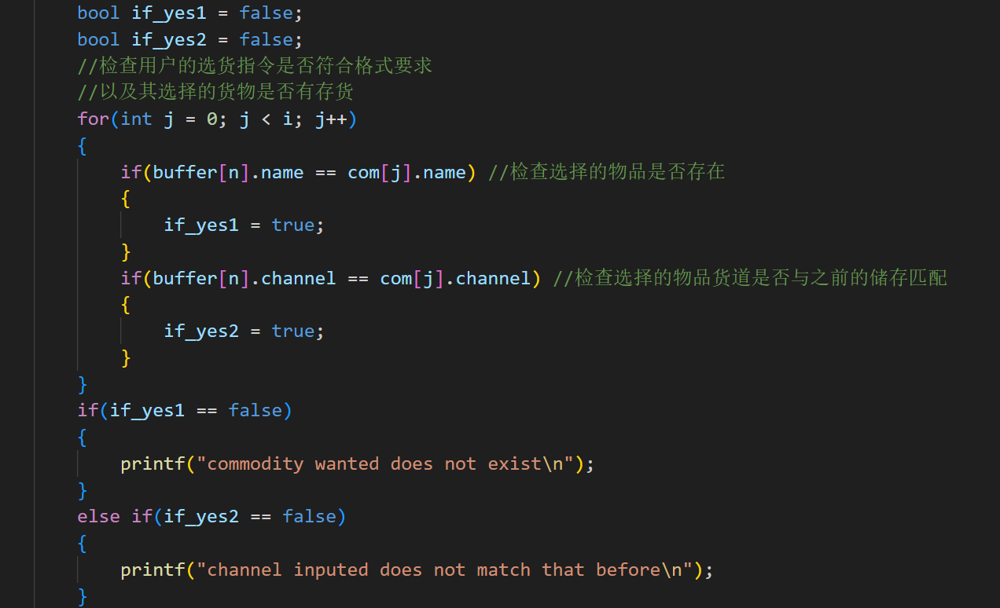 bool if_yes1 = false;
bool if_yes2 = false;
//检查用户的选货指令是否符合格式要求
//以及其选择的货物是否有存货
for(int j = 0; j < i; j++)
{
if(buffer[n].name == com[j].name) //检查选择的物品是否存在
{
if_yes1 = true;
}
if(buffer[n].channel == com[j].channel) //检查选择的物品货道是否与之前的储存匹配
{
if_yes2 = true;
}
}
if(if_yes1 == false)
{
printf("commodity wanted does not exist\n");
}
else if(if_yes2 == false)
{
printf("channel inputed does not match that before\n");
}